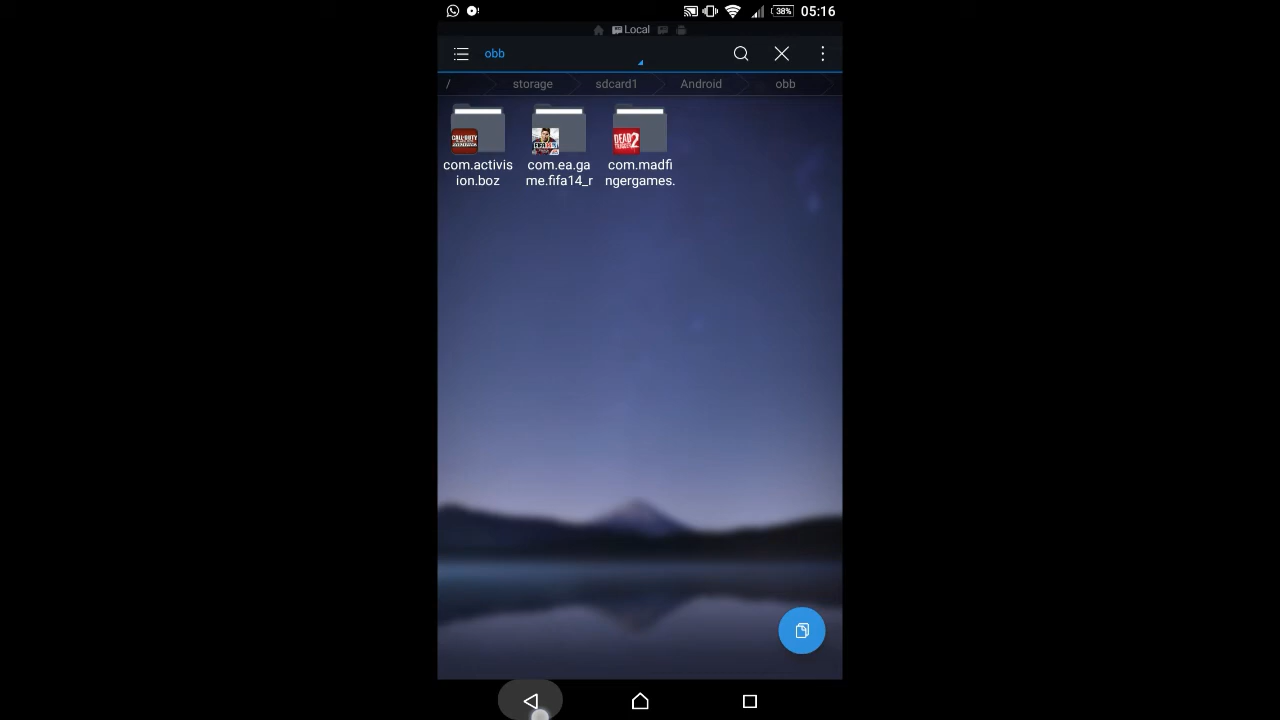 38% 05:16
Local
obb
/ storage sdcard1 Android obb
com.activis
ion.boz
com.ea.ga
me.fifa14_r
com.madfi
ngergames.